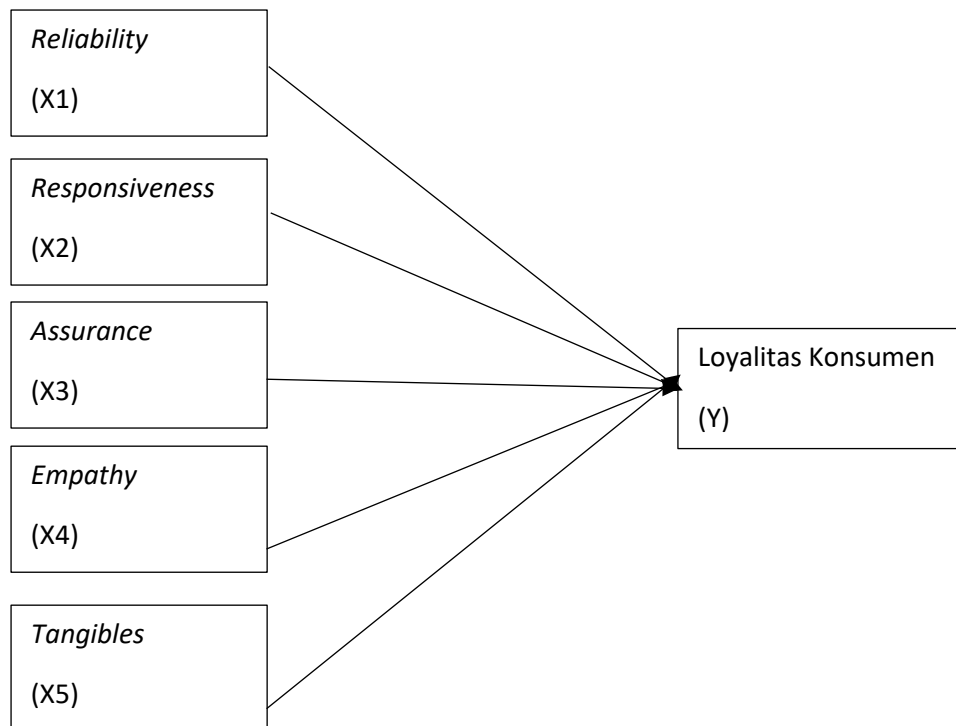 Reliability
(X1)
Responsiveness
(X2)
Assurance
(X3)
Empathy
(X4)
Tangibles
(X5)
Loyalitas Konsumen
(Y)